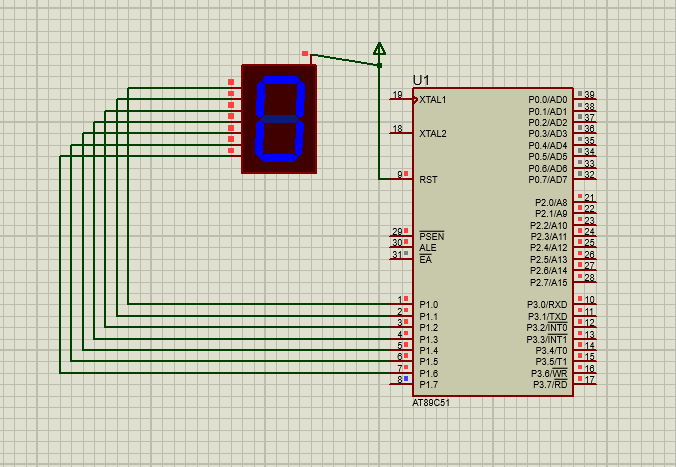 U1
19 XTAL1 P0.0/AD0 39
P0.1/AD1 38
P0.2/AD2 37
18 XTAL2 P0.3/AD3 36
P0.4/AD4 35
P0.5/AD5 34
P0.6/AD6 33
9 RST P0.7/AD7 32
P2.0/A8 21
P2.1/A9 22
P2.2/A10 23
29 PSEN P2.3/A11 24
30 ALE P2.4/A12 25
31 EA P2.5/A13 26
P2.6/A14 27
P2.7/A15 28
1 P1.0 P3.0/RXD 10
2 P1.1 P3.1/TXD 11
3 P1.2 P3.2/INT0 12
4 P1.3 P3.3/INT1 13
5 P1.4 P3.4/T0 14
6 P1.5 P3.5/T1 15
7 P1.6 P3.6/WR 16
8 P1.7 P3.7/RD 17
AT89C51